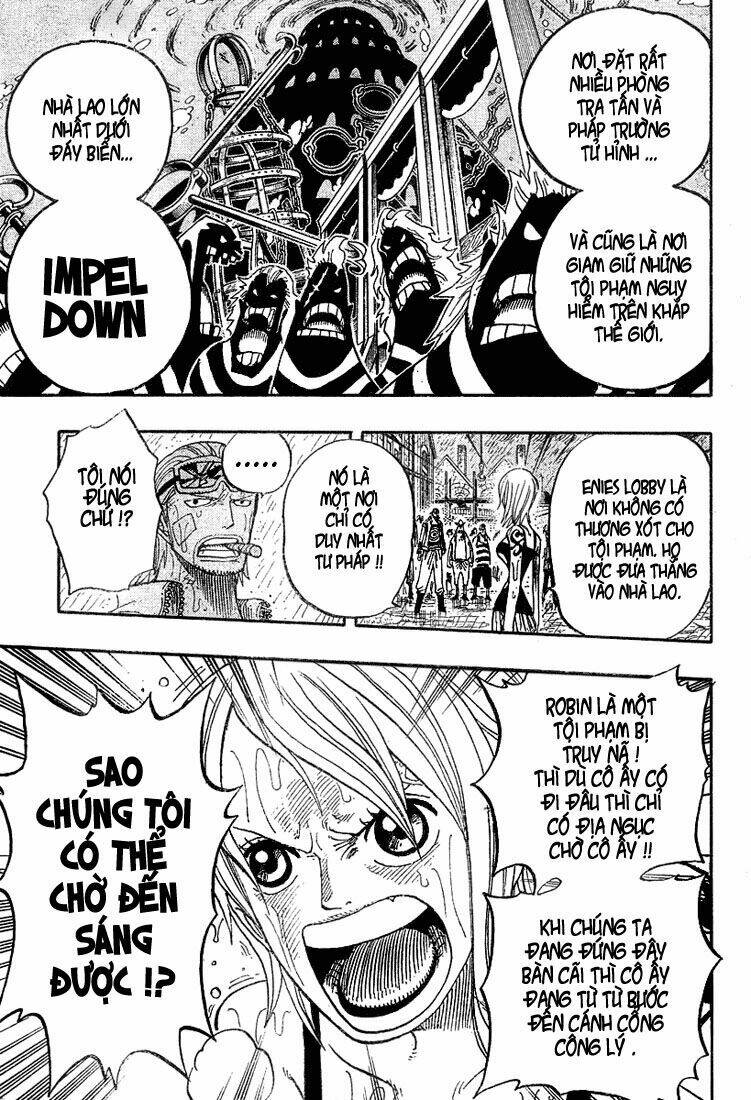 NƠI ĐẶT RẤT
NHIỀU PHÒNG
TRA TẤN VÀ
PHÁP TRƯỜNG
TỬ HÌNH ...
VÀ CŨNG LÀ NƠI
GIAM GIỮ NHỮNG
TỘI PHẠM NGUY
HIỂM TRÊN KHẮP
THẾ GIỚI.
NHÀ LAO LỚN
NHẤT DƯỚI
ĐÁY BIỂN...
IMPEL
DOWN
ENIES LOBBY LÀ
NƠI KHÔNG CÓ
THƯƠNG XÓT CHO
TỘI PHẠM. HỌ
ĐƯỢC ĐƯA THẲNG
VÀO NHÀ LAO.
NÓ LÀ
MỘT NƠI
CHỈ CÓ
DUY NHẤT
TƯ PHÁP !!
.....
TÔI NÓI
ĐÚNG
CHỨ !?
ROBIN LÀ MỘT
TỘI PHẠM BỊ
TRUY NÃ !
THÌ DÙ CÔ ẤY CÓ
ĐI ĐÂU THÌ CHỈ
CÓ ĐỊA NGỤC
CHỜ CÔ ẤY !!
KHI CHÚNG TA
ĐANG ĐỨNG ĐÂY
BÀN CÃI THÌ CÔ ẤY
ĐANG TỪ TỪ BƯỚC
ĐẾN CÁNH CỔNG
CÔNG LÝ .
SAO
CHÚNG TÔI
CÓ THỂ
CHỜ ĐẾN
SÁNG
ĐƯỢC !?